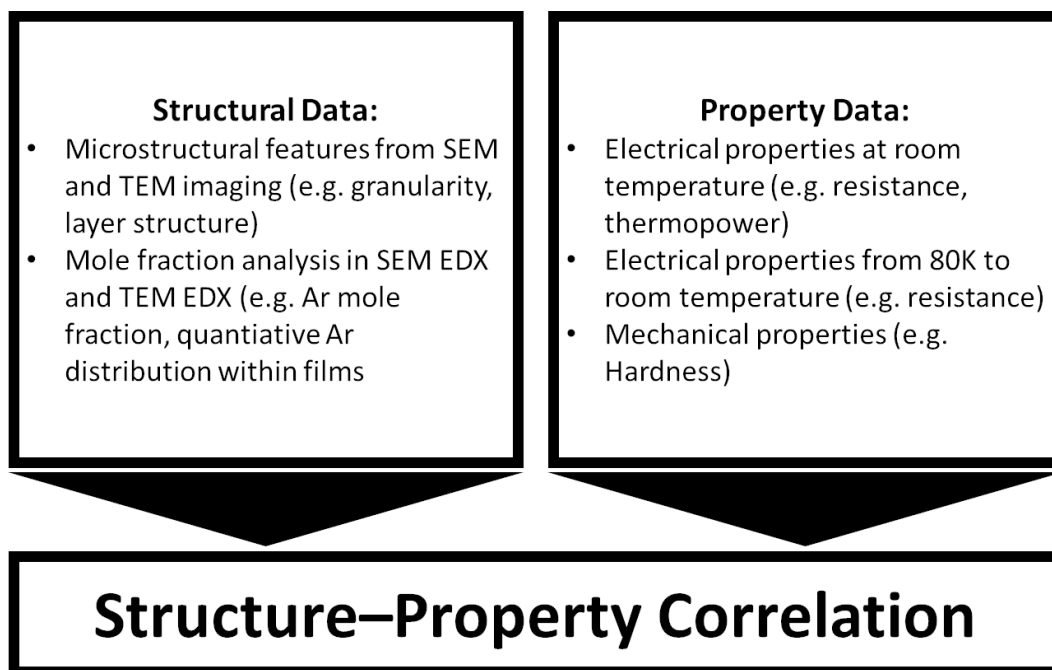 Structural Data:
• Microstructural features from SEM
and TEM imaging (e.g. granularity,
layer structure)
• Mole fraction analysis in SEM EDX
and TEM EDX (e.g. Ar mole
fraction, quantiative Ar
distribution within films
Property Data:
• Electrical properties at room
temperature (e.g. resistance,
thermopower)
• Electrical properties from 80K to
room temperature (e.g. resistance)
• Mechanical properties (e.g.
Hardness)
Structure–Property Correlation